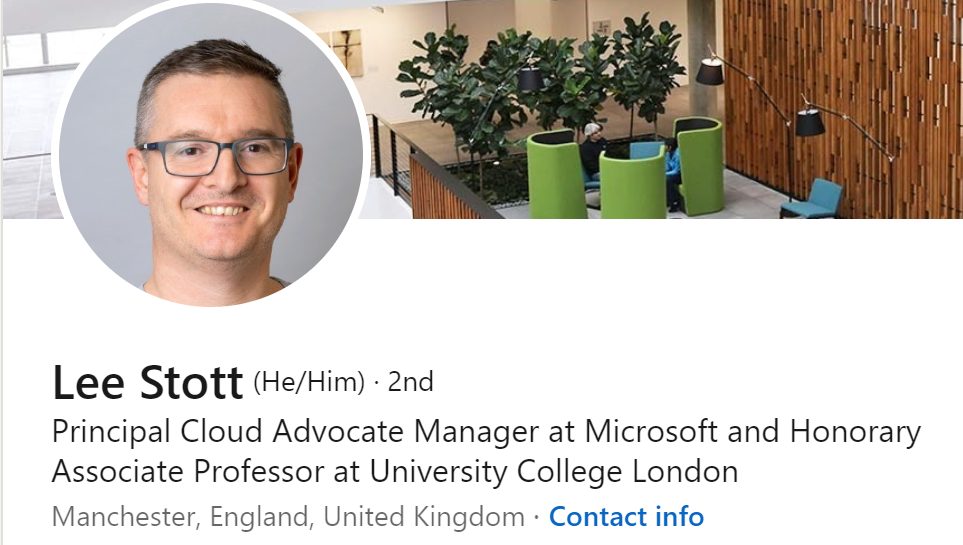 Lee Stott (He/Him) · 2nd
Principal Cloud Advocate Manager at Microsoft and Honorary
Associate Professor at University College London
Manchester, England, United Kingdom · Contact info